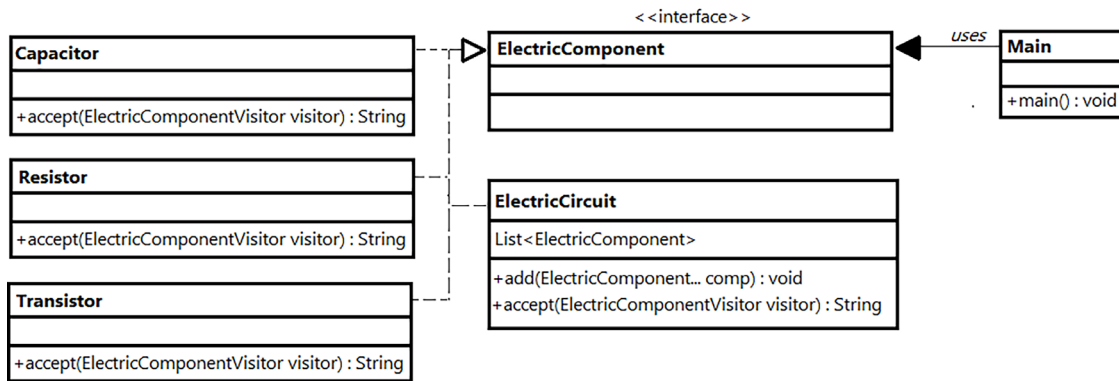 <<interface>>
Capacitor
+accept(ElectricComponentVisitor visitor) : String
ElectricComponent
uses
Main
+main() : void
Resistor
+accept(ElectricComponentVisitor visitor) : String
ElectricCircuit
List<ElectricComponent>
+add(ElectricComponent... comp) : void
+accept(ElectricComponentVisitor visitor) : String
Transistor
+accept(ElectricComponentVisitor visitor) : String